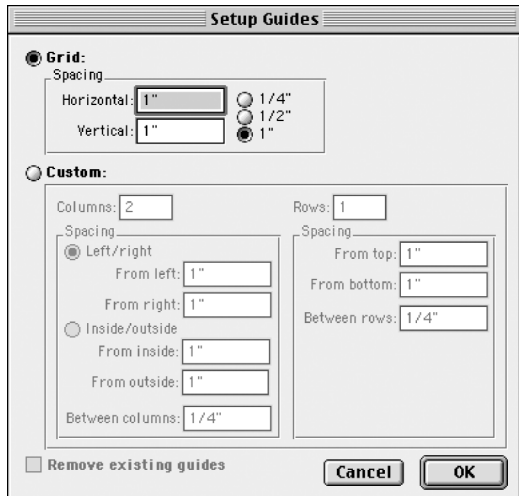 Setup Guides
Grid:
Spacing
Horizontal: 1"
1/4"
1/2"
Vertical: 1"
1"
Custom:
Columns: 2
Rows: 1
Spacing
Spacing
Left/right
From top: 1"
From left: 1"
From bottom: 1"
From right: 1"
Between rows: 1/4"
Inside/outside
From inside: 1"
From outside: 1"
Between columns: 1/4"
Remove existing guides
Cancel
OK